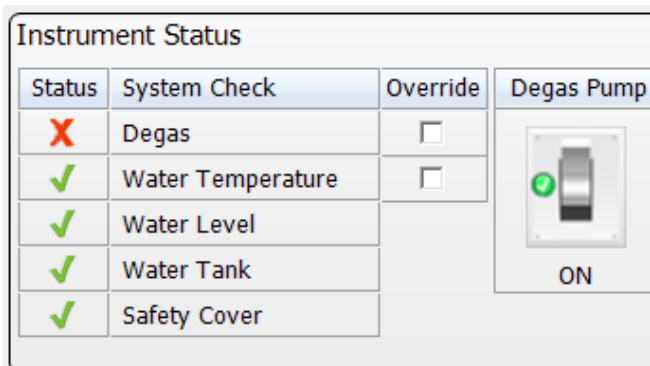 Instrument Status
Status System Check Override Degas Pump
Degas
Water Temperature
Water Level
Water Tank
ON
Safety Cover